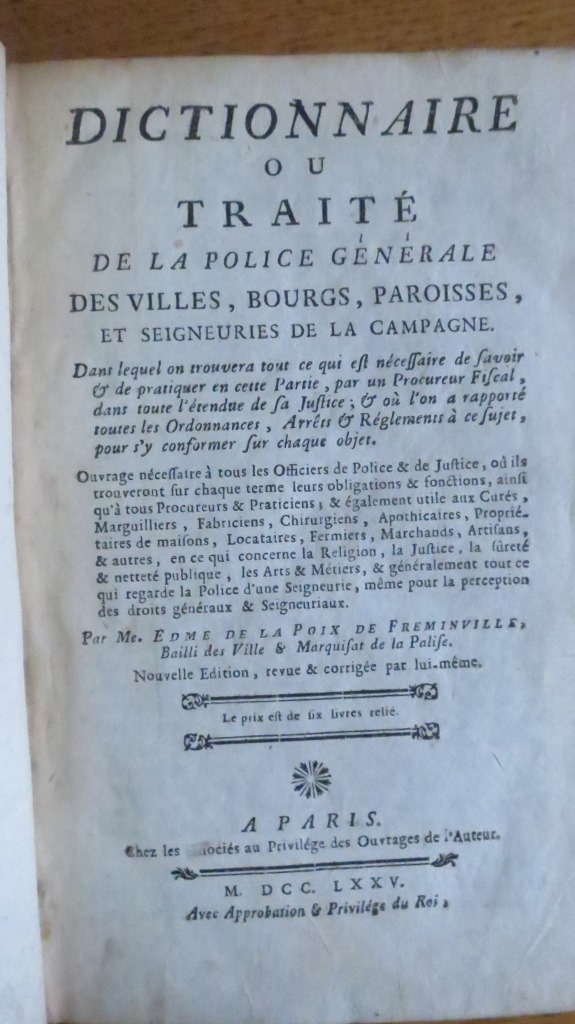 DICTIONNAIRE
OU
TRAITÉ
DE LA POLICE GÉNÉRALE
DES VILLES, BOURGS, PAROISSES,
ET SEIGNEURIES DE LA CAMPAGNE.
Dans lequel on trouvera tout ce qui eſt néceſſaire de ſavoir
& de pratiquer en cette Partie, par un Procureur Fiſcal,
dans toute l'étendue de ſa Juſtice; & où l'on a rapporté
toutes les Ordonnances, Arrêts & Réglements à ce ſujet,
pour s'y conformer ſur chaque objet.
Ouvrage néceſſaire à tous les Officiers de Police & de Juſtice, où ils
trouveront ſur chaque terme leurs obligations & fonctions, ainſi
qu'à tous Procureurs & Praticiens; & également utile aux Curés,
Marguilliers, Fabriciens, Chirurgiens, Apothicaires, Proprié-
taires de maiſons, Locataires, Fermiers, Marchands, Artiſans,
& autres, en ce qui concerne la Religion, la Juſtice, la ſûreté
& netteté publique, les Arts & Métiers, & généralement tout ce
qui regarde la Police d'une Seigneurie, même pour la perception
des droits généraux & Seigneuriaux.
Par Me. EDME DE LA POIX DE FREMINVILLE,
Bailli des Ville & Marquiſat de la Paliſe.
Nouvelle Edition, revue & corrigée par lui-même.
Le prix eſt de ſix livres relié.
A PARIS.
Chez les ociés au Privilége des Ouvrages de l'Auteur.
M. DCC. LXXV.
Avec Approbation & Privilége du Roi,